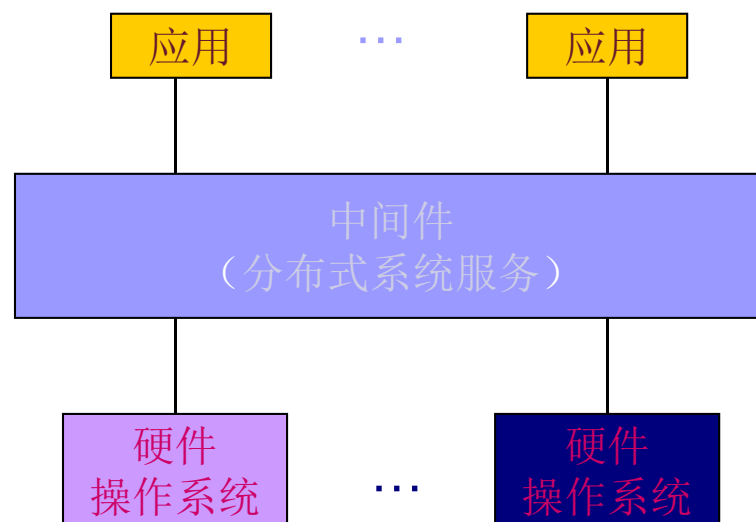 应用 … 应用
中间件
（分布式系统服务）
硬件 硬件
操作系统 … 操作系统